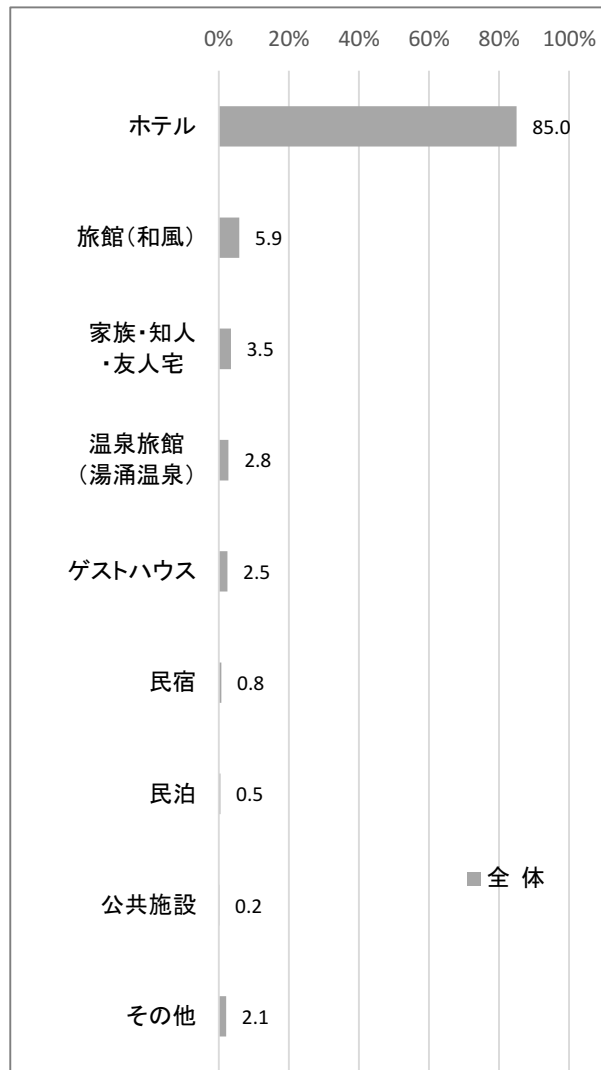 0% 20% 40% 60% 80% 100%
ホテル 85.0
旅館(和風) 5.9
家族・知人
・友人宅 3.5
温泉旅館
(湯涌温泉) 2.8
ゲストハウス 2.5
民宿 0.8
民泊 0.5
全 体
公共施設 0.2
その他 2.1